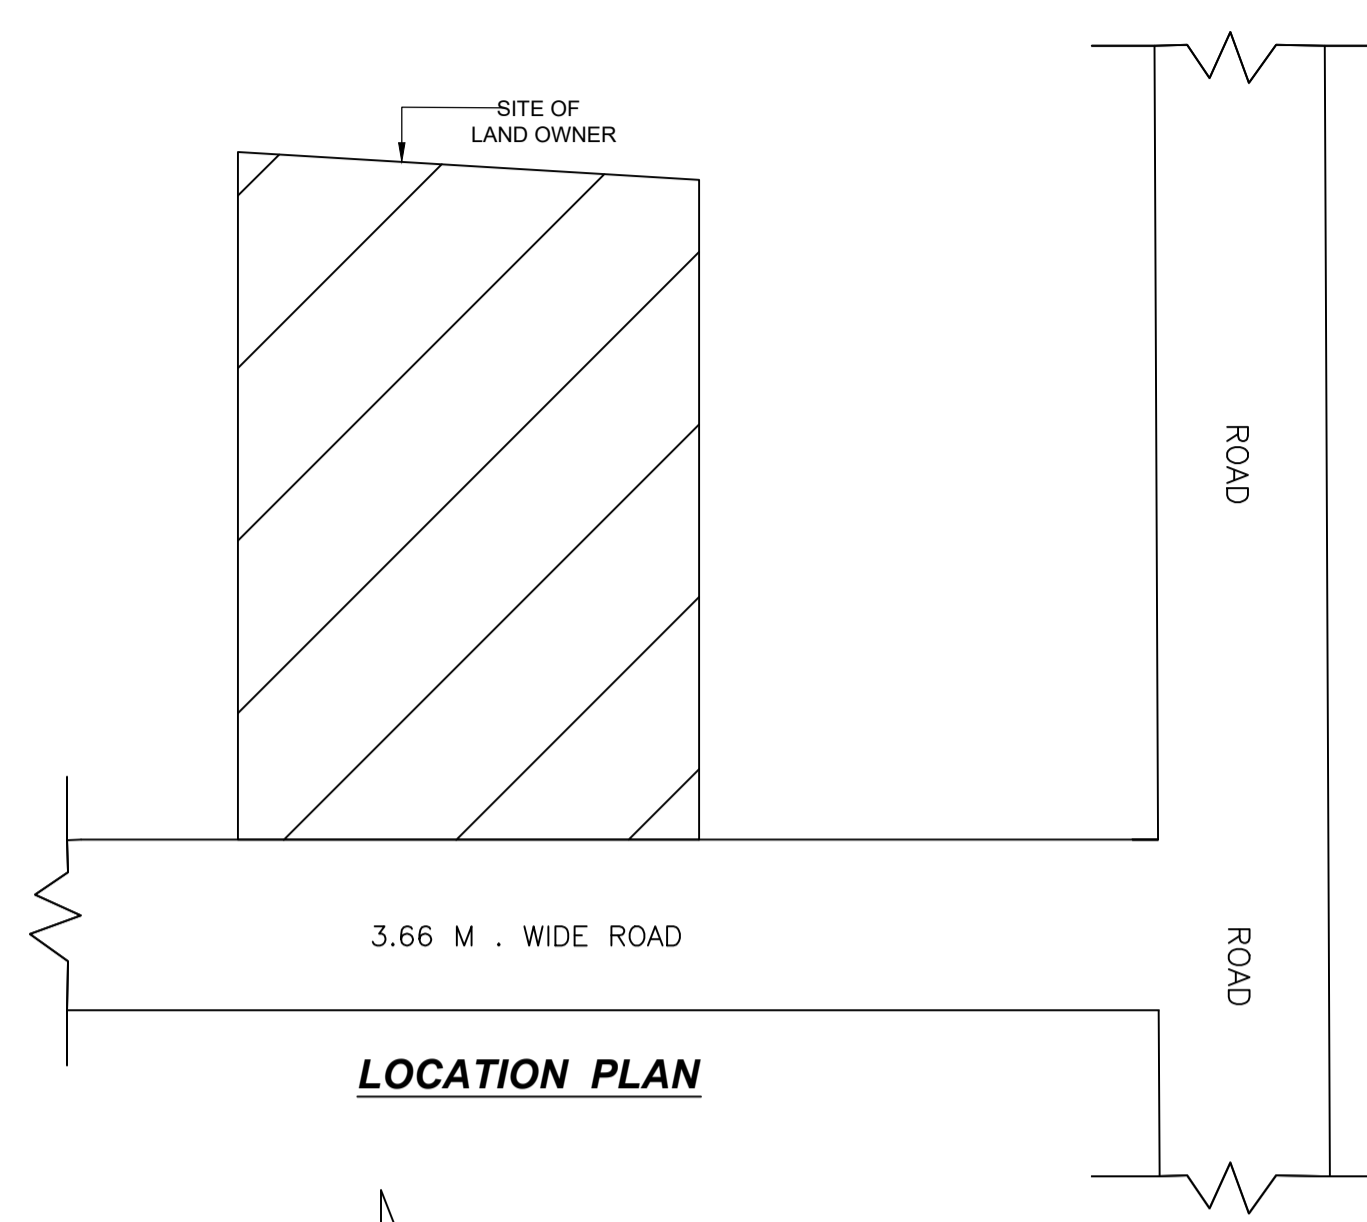 SITE OF
LAND OWNER
ROAD
3.66 M . WIDE ROAD
ROAD
LOCATION PLAN